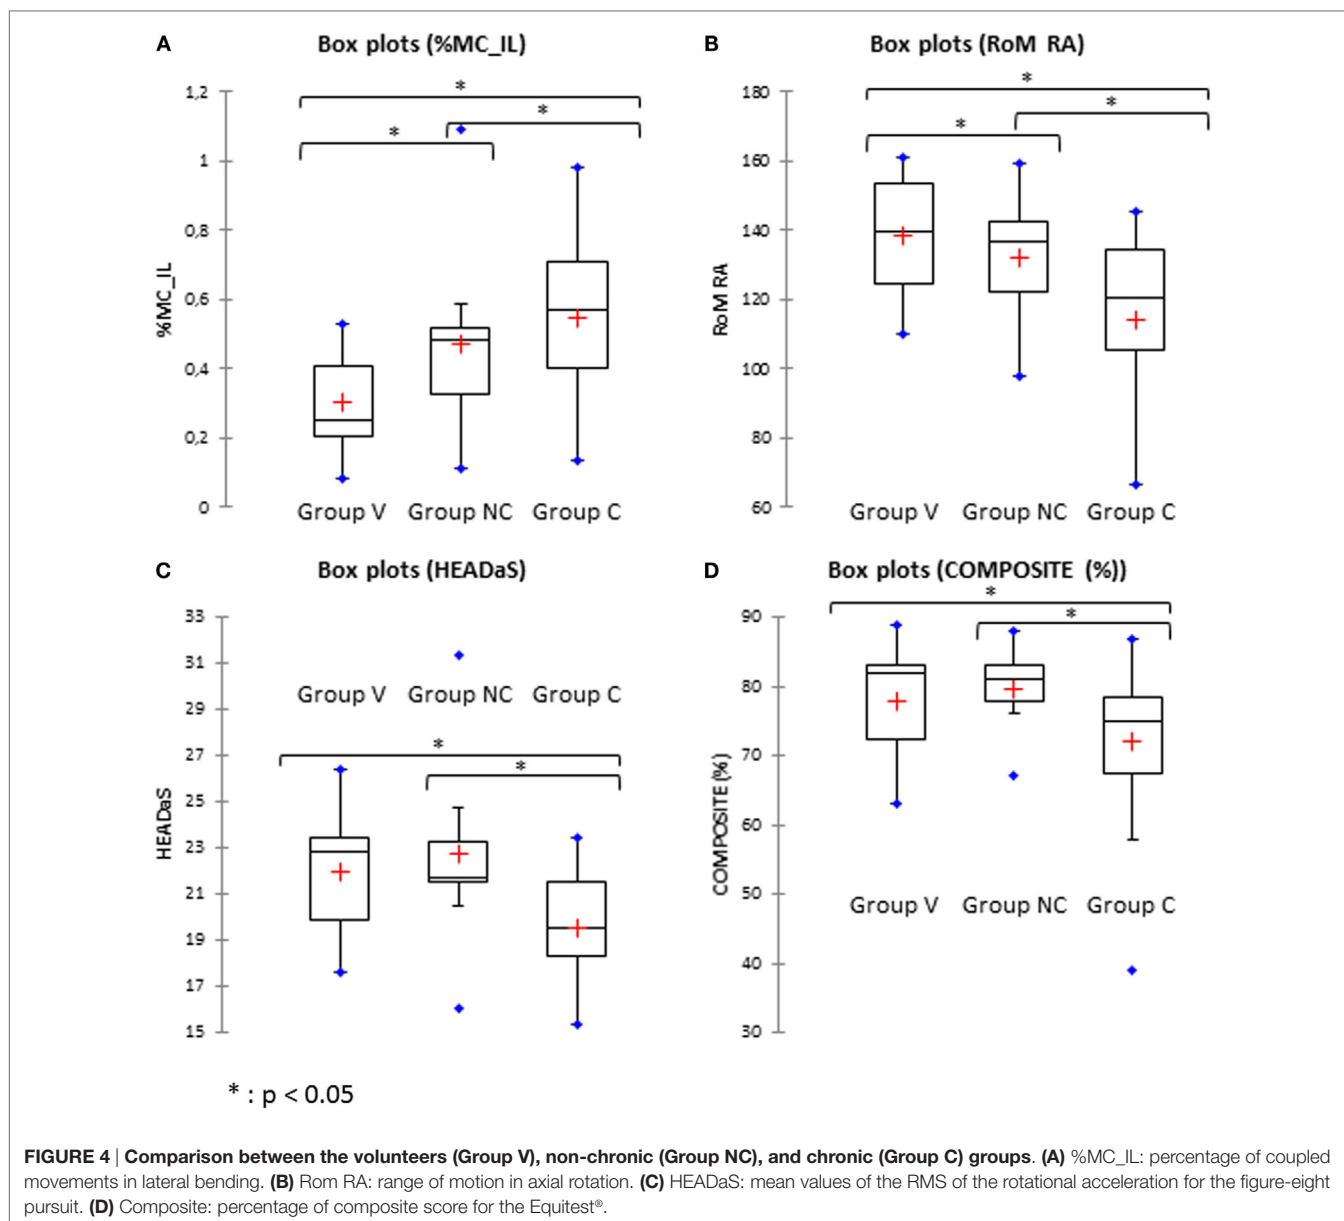 A Box plots (%MC_IL)
1,2
1
0,8
0,6
0,4
0,2
0
%MC_IL
*
*
*
Group V Group NC Group C
B Box plots (RoM RA)
180
160
140
120
100
80
60
RoM RA
*
*
*
Group V Group NC Group C
C Box plots (HEADaS)
33
31
29
27
25
23
21
19
17
15
HEADaS
Group V Group NC Group C
*
*
D Box plots (COMPOSITE (%))
90
80
70
60
50
40
30
COMPOSITE (%)
*
*
Group V Group NC Group C
* : p < 0.05
FIGURE 4 | Comparison between the volunteers (Group V), non-chronic (Group NC), and chronic (Group C) groups. (A) %MC_IL: percentage of coupled
movements in lateral bending. (B) Rom RA: range of motion in axial rotation. (C) HEADaS: mean values of the RMS of the rotational acceleration for the figure-eight
pursuit. (D) Composite: percentage of composite score for the Equitest®.